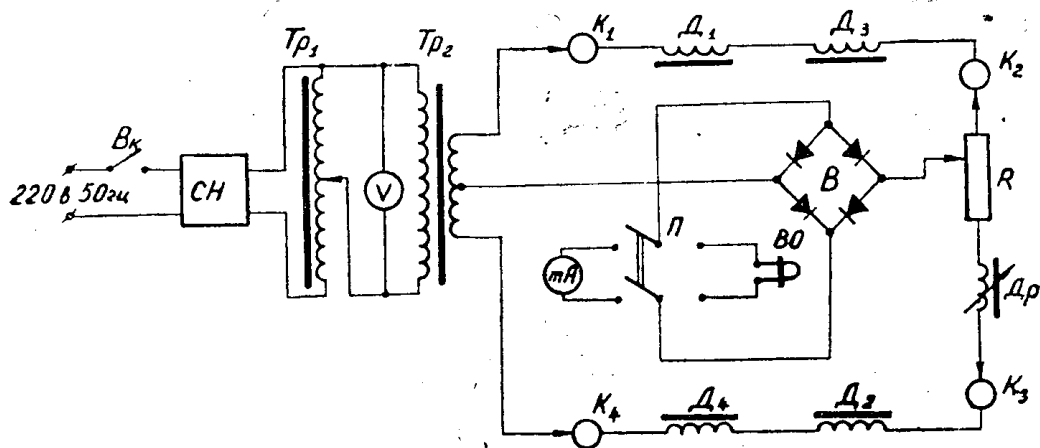 220 в 50гц
Вк
СН
Тр₁
V
Тр₂
К₁
Д₁
Д₃
К₂
В
R
П
ВО
mA
Др
К₃
К₄
Д₄
Д₂